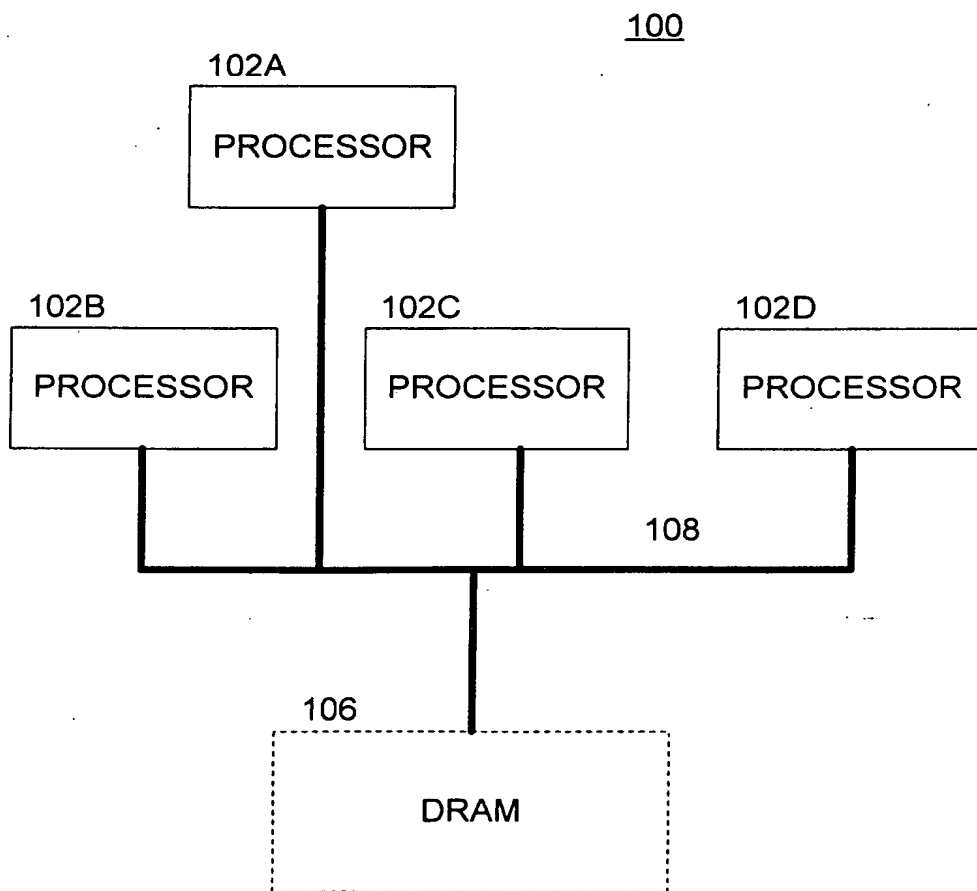 100
102A
PROCESSOR
102B
PROCESSOR
102C
PROCESSOR
102D
PROCESSOR
108
106
DRAM